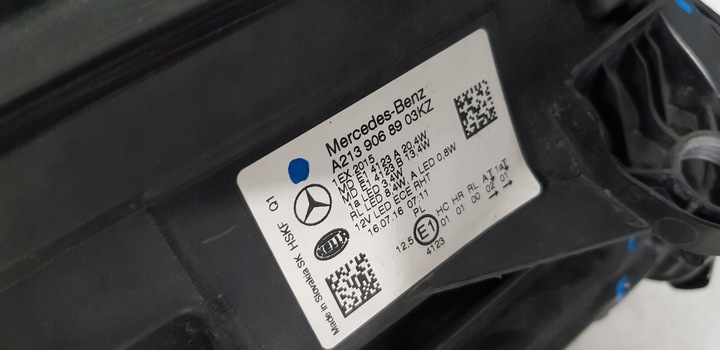 Mercedes-Benz
A213 906 89 03KZ
1EX 2015
MD E1 4123 A 20,4W
MD E1 4123 B 13,4W
1a LED 3,4W
RL LED 8,4W, A LED 0,8W
12V LED ECE RHT
16.07.16 07:11
PL
HC HR RL AT 1aT
12,5 E1 01 01 00 02 01
4123
HELLA
Made in Slovakia SK HSKF Q1